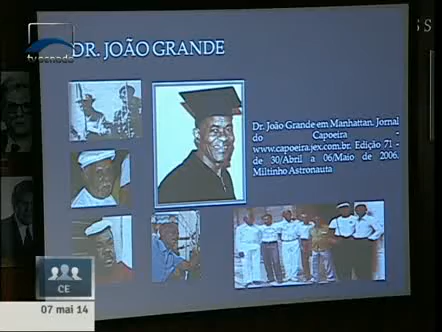 DR. JOÃO GRANDE
tvsenado
Dr. João Grande em Manhattan. Jornal
do Capoeira -
www.capoeira.jex.com.br. Edição 71 -
de 30/Abril a 06/Maio de 2006.
Miltinho Astronauta
CE
07 mai 14